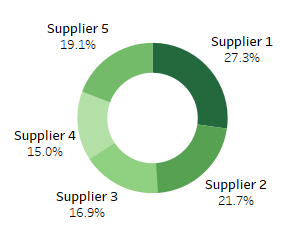 Supplier 1
27.3%
Supplier 2
21.7%
Supplier 3
16.9%
Supplier 4
15.0%
Supplier 5
19.1%